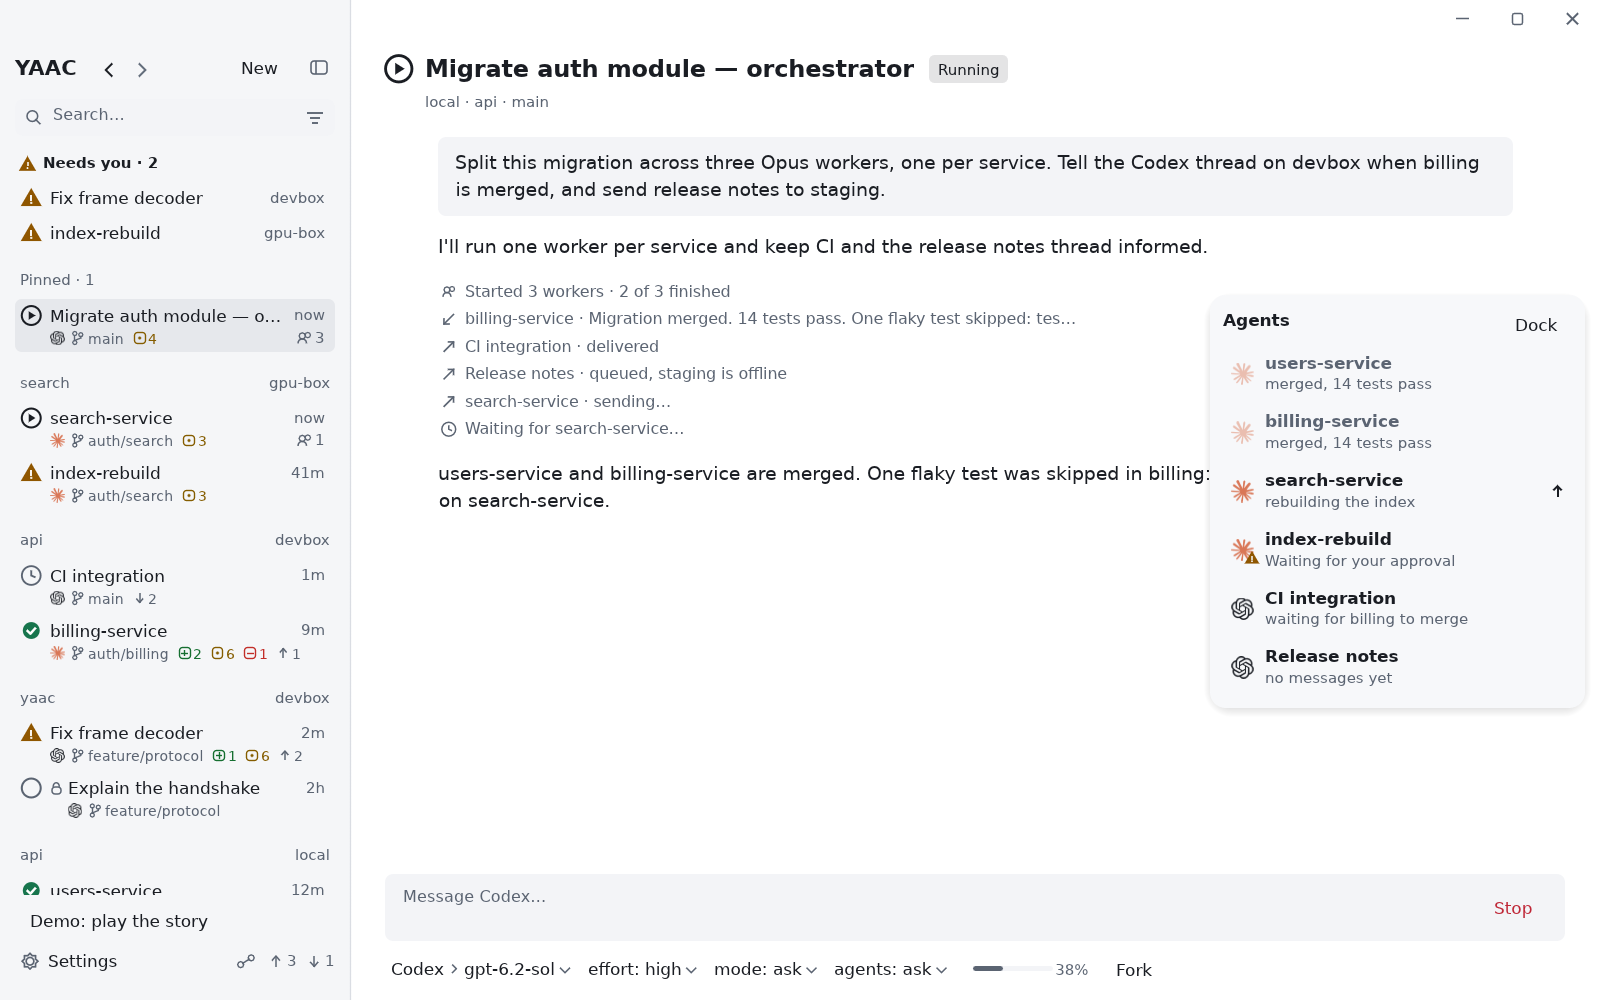 YAAC
New
Search…
Needs you · 2
Fix frame decoder devbox
index-rebuild gpu-box
Pinned · 1
Migrate auth module — o… now
main 4 3
search gpu-box
search-service now
auth/search 3 1
index-rebuild 41m
auth/search 3
api devbox
CI integration 1m
main 2
billing-service 9m
auth/billing 2 6 1 1
yaac devbox
Fix frame decoder 2m
feature/protocol 1 6 2
Explain the handshake 2h
feature/protocol
api local
users-service 12m
Demo: play the story
Settings 3 1
Migrate auth module — orchestrator Running
local · api · main
Split this migration across three Opus workers, one per service. Tell the Codex thread on devbox when billing
is merged, and send release notes to staging.
I'll run one worker per service and keep CI and the release notes thread informed.
Started 3 workers · 2 of 3 finished
billing-service · Migration merged. 14 tests pass. One flaky test skipped: tes…
CI integration · delivered
Release notes · queued, staging is offline
search-service · sending…
Waiting for search-service…
users-service and billing-service are merged. One flaky test was skipped in billing:
on search-service.
Agents Dock
users-service
merged, 14 tests pass
billing-service
merged, 14 tests pass
search-service
rebuilding the index
index-rebuild
Waiting for your approval
CI integration
waiting for billing to merge
Release notes
no messages yet
Message Codex…
Stop
Codex gpt-6.2-sol effort: high mode: ask agents: ask 38% Fork